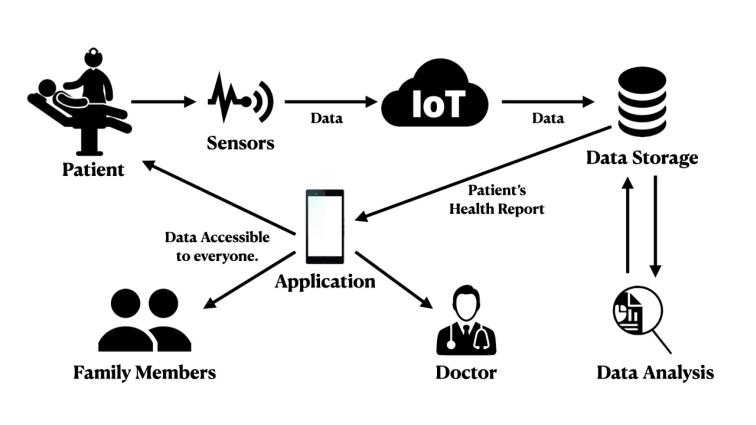 IoT
Data
Data
Sensors
Data Storage
Patient
Patient's
Health Report
Data Accessible
to everyone.
Application
Family Members
Doctor
Data Analysis